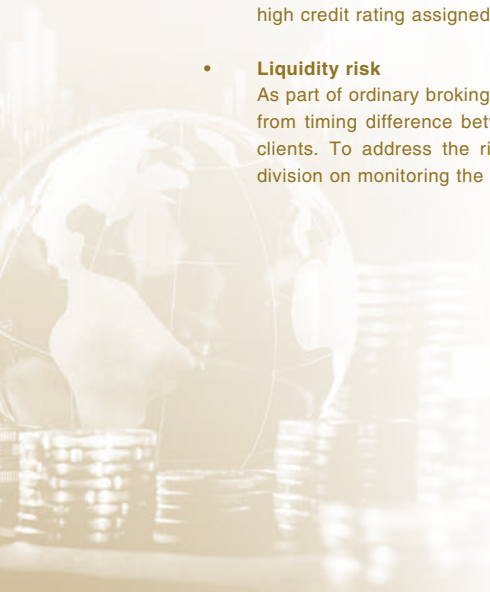 high credit rating assigned
• Liquidity risk
As part of ordinary broking
from timing difference bet
clients. To address the ri
division on monitoring the